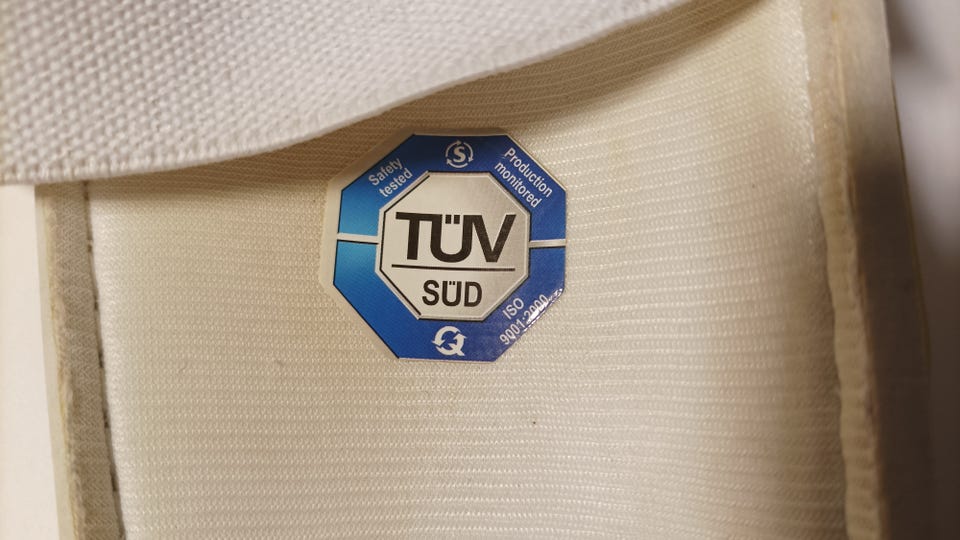 Safety
tested
S
Production
monitored
TÜV
SÜD
ISO
9001:2000
Q